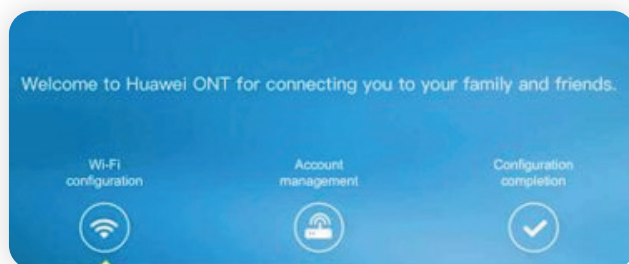 Welcome to Huawei ONT for connecting you to your family and friends.
Wi-Fi
configuration
Account
management
Configuration
completion